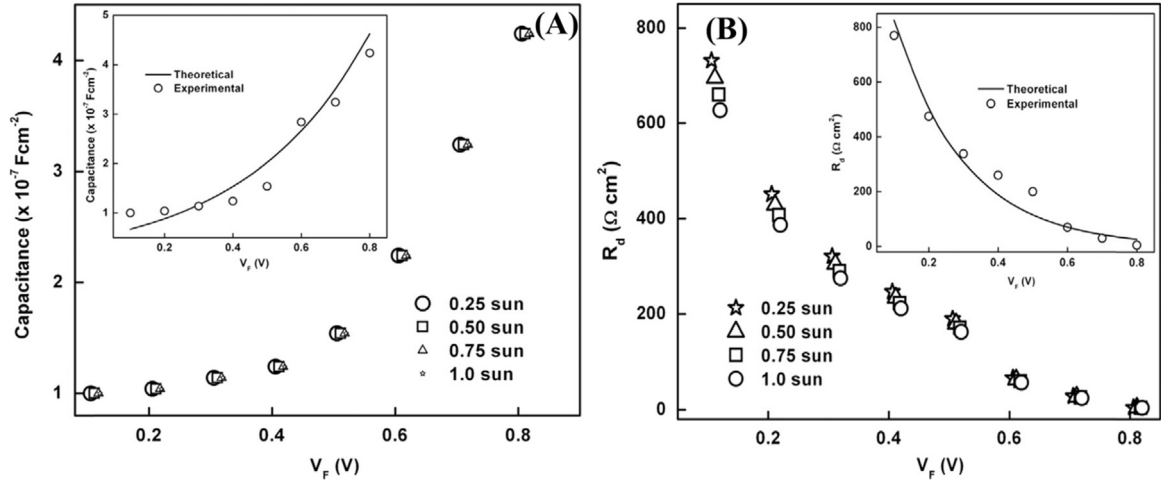 (A)
Capacitance (x 10⁻⁷ Fcm⁻²)
4
3
2
1
0.2 0.4 0.6 0.8
V_F (V)
0.25 sun
0.50 sun
0.75 sun
1.0 sun
Capacitance (x 10⁻⁷ Fcm⁻²)
5
4
3
2
1
Theoretical
Experimental
0.2 0.4 0.6 0.8
V_F (V)
(B)
R_d (Ω cm²)
800
600
400
200
0
0.2 0.4 0.6 0.8
V_F (V)
0.25 sun
0.50 sun
0.75 sun
1.0 sun
R_d (Ω cm²)
800
600
400
200
0
Theoretical
Experimental
0.2 0.4 0.6 0.8
V_F (V)